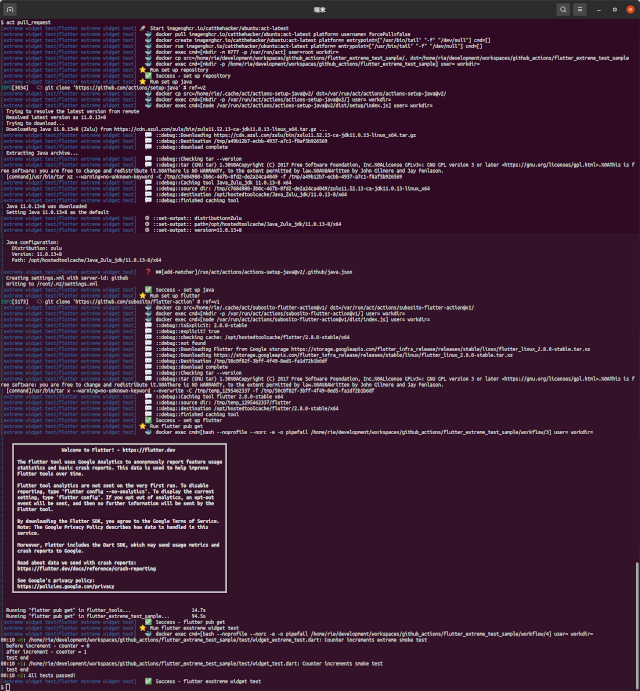 端末
$ act pull_request
[extreme widget test/flutter extreme widget test] 🚀 Start image=ghcr.io/catthehacker/ubuntu:act-latest
[extreme widget test/flutter extreme widget test] docker pull image=ghcr.io/catthehacker/ubuntu:act-latest platform= username= forcePull=false
[extreme widget test/flutter extreme widget test] docker create image=ghcr.io/catthehacker/ubuntu:act-latest platform= entrypoint=["/usr/bin/tail" "-f" "/dev/null"] cmd=[]
[extreme widget test/flutter extreme widget test] docker run image=ghcr.io/catthehacker/ubuntu:act-latest platform= entrypoint=["/usr/bin/tail" "-f" "/dev/null"] cmd=[]
[extreme widget test/flutter extreme widget test] docker exec cmd=[mkdir -m 0777 -p /var/run/act] user=root workdir=
[extreme widget test/flutter extreme widget test] docker cp src=/home/rie/development/workspaces/github_actions/flutter_extreme_test_sample/. dst=/home/rie/development/workspaces/github_actions/flutter_extreme_test_sample
[extreme widget test/flutter extreme widget test] docker exec cmd=[mkdir -p /home/rie/development/workspaces/github_actions/flutter_extreme_test_sample] user= workdir=
[extreme widget test/flutter extreme widget test] ⭐ Run set up repository
[extreme widget test/flutter extreme widget test] ✅ Success - set up repository
[extreme widget test/flutter extreme widget test] ⭐ Run set up java
INFO[3034] git clone 'https://github.com/actions/setup-java' # ref=v2
[extreme widget test/flutter extreme widget test] docker cp src=/home/rie/.cache/act/actions-setup-java@v2/ dst=/var/run/act/actions/actions-setup-java@v2/
[extreme widget test/flutter extreme widget test] docker exec cmd=[mkdir -p /var/run/act/actions/actions-setup-java@v2/] user= workdir=
[extreme widget test/flutter extreme widget test] docker exec cmd=[node /var/run/act/actions/actions-setup-java@v2/dist/setup/index.js] user= workdir=
Trying to resolve the latest version from remote
Resolved latest version as 11.0.13+8
Trying to download...
Downloading Java 11.0.13+8 (Zulu) from https://cdn.azul.com/zulu/bin/zulu11.52.13-ca-jdk11.0.13-linux_x64.tar.gz ...
[extreme widget test/flutter extreme widget test] ::debug::Downloading https://cdn.azul.com/zulu/bin/zulu11.52.13-ca-jdk11.0.13-linux_x64.tar.gz
[extreme widget test/flutter extreme widget test] ::debug::Destination
[extreme widget test/flutter extreme widget test] ::debug::download complete
Extracting Java archive...
[extreme widget test/flutter extreme widget test] ::debug::Checking tar --version
[extreme widget test/flutter extreme widget test] ::debug::tar (GNU tar) 1.30%0ACopyright (C) 2017 Free Software Foundation, Inc.%0ALicense GPLv3+: GNU GPL version 3 or later <https://gnu.org/licenses/gpl.html>.%0AThis is f
ree software: you are free to change and redistribute it.%0AThere is NO WARRANTY, to the extent permitted by law.%0A%0AWritten by John Gilmore and Jay Fenlason.
[command]/usr/bin/tar xz --warning=no-unknown-keyword
[extreme widget test/flutter extreme widget test] ::debug::Caching tool Java_Zulu_jdk 11.0.13-8 x64
[extreme widget test/flutter extreme widget test] ::debug::source dir:
[extreme widget test/flutter extreme widget test] ::debug::destination /opt/hostedtoolcache/Java_Zulu_jdk/11.0.13-8/x64
[extreme widget test/flutter extreme widget test] ::debug::finished caching tool
Java 11.0.13+8 was downloaded
Setting Java 11.0.13+8 as the default
[extreme widget test/flutter extreme widget test] ::set-output:: distribution=Zulu
[extreme widget test/flutter extreme widget test] ::set-output:: path=/opt/hostedtoolcache/Java_Zulu_jdk/11.0.13-8/x64
[extreme widget test/flutter extreme widget test] ::set-output:: version=11.0.13+8
Java configuration:
Distribution: zulu
Version: 11.0.13+8
Path: /opt/hostedtoolcache/Java_Zulu_jdk/11.0.13-8/x64
[extreme widget test/flutter extreme widget test] ❓ ##[add-matcher]/run/act/actions/actions-setup-java@v2/.github/java.json
Creating settings.xml with server-id: github
Writing to /root/.m2/settings.xml
[extreme widget test/flutter extreme widget test] ✅ Success - set up java
[extreme widget test/flutter extreme widget test] ⭐ Run set up flutter
INFO[3173] git clone 'https://github.com/subosito/flutter-action' # ref=v1
[extreme widget test/flutter extreme widget test] docker cp src=/home/rie/.cache/act/subosito-flutter-action@v1/ dst=/var/run/act/actions/subosito-flutter-action@v1/
[extreme widget test/flutter extreme widget test] docker exec cmd=[mkdir -p /var/run/act/actions/subosito-flutter-action@v1/] user= workdir=
[extreme widget test/flutter extreme widget test] docker exec cmd=[node /var/run/act/actions/subosito-flutter-action@v1/dist/index.js] user= workdir=
[extreme widget test/flutter extreme widget test] ::debug::isExplicit: 2.8.0-stable
[extreme widget test/flutter extreme widget test] ::debug::explicit? true
[extreme widget test/flutter extreme widget test] ::debug::checking cache: /opt/hostedtoolcache/flutter/2.8.0-stable/x64
[extreme widget test/flutter extreme widget test] ::debug::not found
[extreme widget test/flutter extreme widget test] ::debug::Downloading Flutter from Google storage https://storage.googleapis.com/flutter_infra_release/releases/stable/linux/flutter_linux_2.8.0-stable.tar.xz
[extreme widget test/flutter extreme widget test] ::debug::Downloading https://storage.googleapis.com/flutter_infra_release/releases/stable/linux/flutter_linux_2.8.0-stable.tar.xz
[extreme widget test/flutter extreme widget test] ::debug::Destination
[extreme widget test/flutter extreme widget test] ::debug::download complete
[extreme widget test/flutter extreme widget test] ::debug::Checking tar --version
[extreme widget test/flutter extreme widget test] ::debug::tar (GNU tar) 1.30%0ACopyright (C) 2017 Free Software Foundation, Inc.%0ALicense GPLv3+: GNU GPL version 3 or later <https://gnu.org/licenses/gpl.html>.%0AThis is f
ree software: you are free to change and redistribute it.%0AThere is NO WARRANTY, to the extent permitted by law.%0A%0AWritten by John Gilmore and Jay Fenlason.
[command]/usr/bin/tar x --warning=no-unknown-keyword --overwrite
[extreme widget test/flutter extreme widget test] ::debug::Caching tool flutter 2.8.0-stable x64
[extreme widget test/flutter extreme widget test] ::debug::source dir: /tmp/temp_1295462337/flutter
[extreme widget test/flutter extreme widget test] ::debug::destination /opt/hostedtoolcache/flutter/2.8.0-stable/x64
[extreme widget test/flutter extreme widget test] ::debug::finished caching tool
[extreme widget test/flutter extreme widget test] ✅ Success - set up flutter
[extreme widget test/flutter extreme widget test] ⭐ Run flutter pub get
[extreme widget test/flutter extreme widget test] docker exec cmd=[bash --noprofile --norc -e -o pipefail /home/rie/development/workspaces/github_actions/flutter_extreme_test_sample/workflow/3] user= workdir=
Welcome to Flutter! - https://flutter.dev
The Flutter tool uses Google Analytics to anonymously report feature usage
statistics and basic crash reports. This data is used to help improve
Flutter tools over time.
Flutter tool analytics are not sent on the very first run. To disable
reporting, type 'flutter config --no-analytics'. To display the current
setting, type 'flutter config'. If you opt out of analytics, an opt-out
event will be sent, and then no further information will be sent by the
Flutter tool.
By downloading the Flutter SDK, you agree to the Google Terms of Service.
Note: The Google Privacy Policy describes how data is handled in this
service.
Moreover, Flutter includes the Dart SDK, which may send usage metrics and
crash reports to Google.
Read about data we send with crash reports:
https://flutter.dev/docs/reference/crash-reporting
See Google's privacy policy:
https://policies.google.com/privacy
Running "flutter pub get" in flutter_tools... 14.7s
Running "flutter pub get" in flutter_extreme_test_sample... 94.5s
[extreme widget test/flutter extreme widget test] ✅ Success - flutter pub get
[extreme widget test/flutter extreme widget test] ⭐ Run flutter exstreme widget test
[extreme widget test/flutter extreme widget test] docker exec cmd=[bash --noprofile --norc -e -o pipefail /home/rie/development/workspaces/github_actions/flutter_extreme_test_sample/workflow/4] user= workdir=
00:10 +0: /home/rie/development/workspaces/github_actions/flutter_extreme_test_sample/test/extreme_widget_test.dart: Counter increments extreme smoke test
before increment - counter = 0
after increment - counter = 1
test end
00:10 +1: /home/rie/development/workspaces/github_actions/flutter_extreme_test_sample/test/widget_test.dart: Counter increments smoke test
test end
00:10 +2: All tests passed!
[extreme widget test/flutter extreme widget test] ✅ Success - flutter exstreme widget test
$